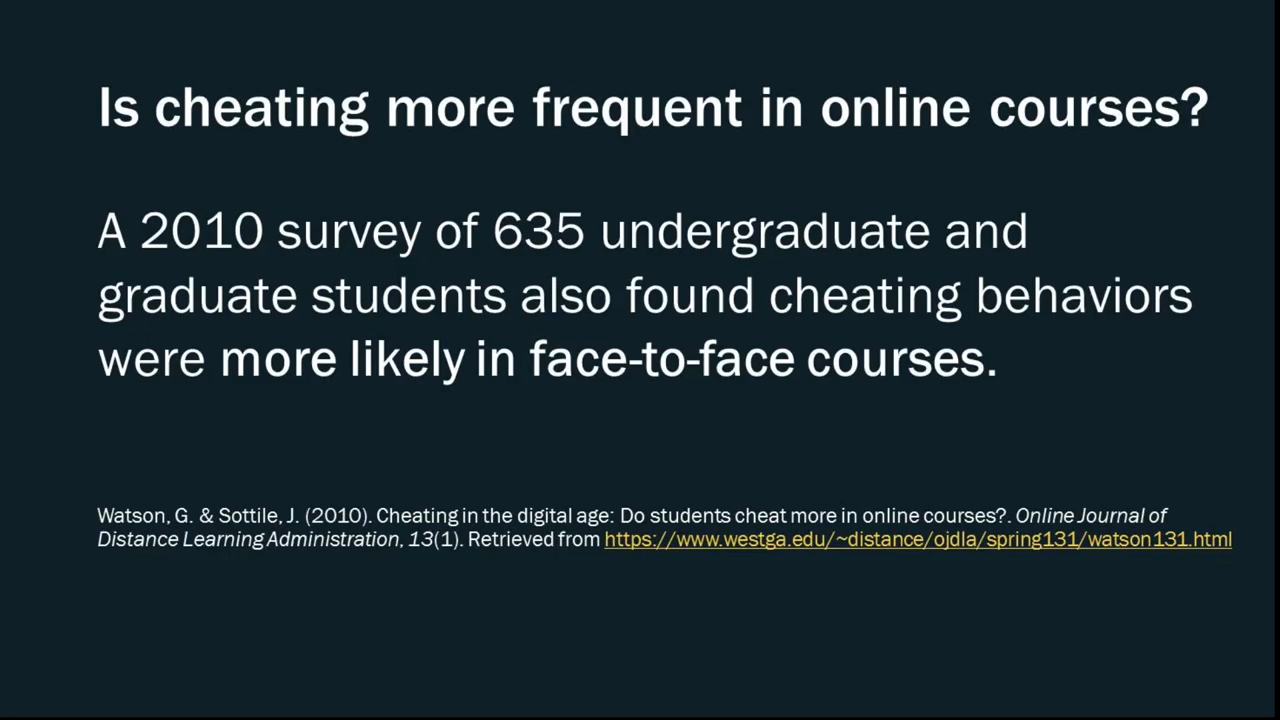 Is cheating more frequent in online courses?
A 2010 survey of 635 undergraduate and
graduate students also found cheating behaviors
were more likely in face-to-face courses.
Watson, G. & Sottile, J. (2010). Cheating in the digital age: Do students cheat more in online courses?. Online Journal of
Distance Learning Administration, 13(1). Retrieved from https://www.westga.edu/~distance/ojdla/spring131/watson131.html